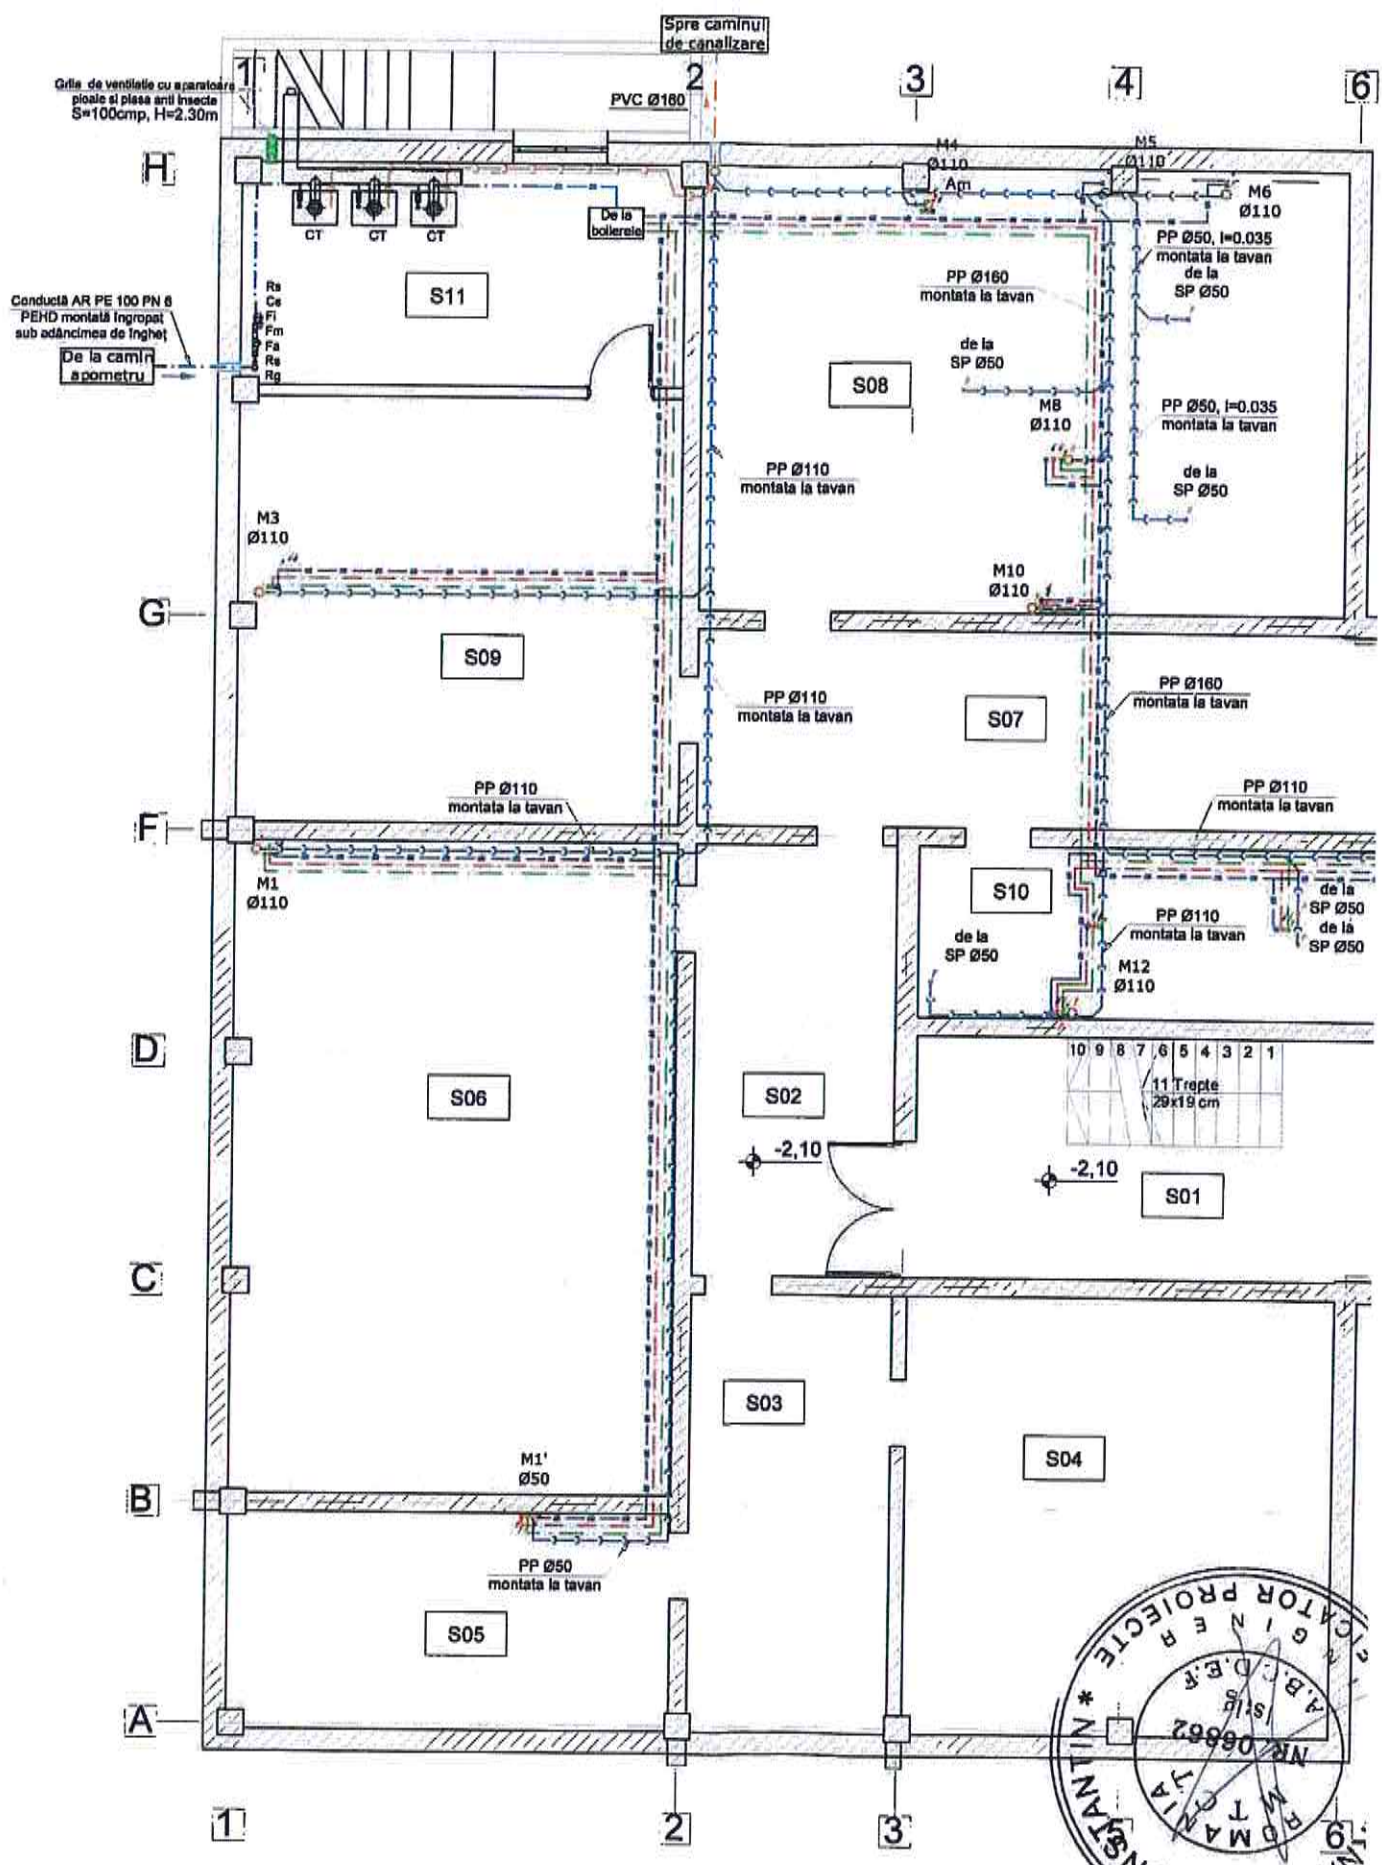 Spre caminul
de canalizare
1
2
3
4
6
Grila de ventilatie cu aparatoare
ploaie si plasa anti insecte
S=100cmp, H=2.30m
PVC Ø160
H
M4
Ø110
M5
Ø110
Am
M6
Ø110
CT
CT
CT
De la
boilerele
PP Ø50, i=0.035
montata la tavan
de la
SP Ø50
PP Ø160
montata la tavan
S11
Conductă AR PE 100 PN 6
PEHD montată îngropat
sub adâncimea de îngheț
De la camin
apometru
Rs
Ce
Fi
Fm
Fa
Rs
Rg
de la
SP Ø50
S08
M8
Ø110
PP Ø50, i=0.035
montata la tavan
PP Ø110
montata la tavan
de la
SP Ø50
M3
Ø110
M10
Ø110
G
S09
PP Ø110
montata la tavan
S07
PP Ø160
montata la tavan
PP Ø110
montata la tavan
PP Ø110
montata la tavan
F
M1
Ø110
S10
de la
SP Ø50
de la
SP Ø50
PP Ø110
montata la tavan
de la
SP Ø50
M12
Ø110
D
10 9 8 7 6 5 4 3 2 1
11 Trepte
29x19 cm
S06
S02
-2,10
-2,10
S01
C
S03
S04
M1'
Ø50
B
PP Ø50
montata la tavan
S05
A
1
2
3
6
PROIECTE
A.B.C.D.E.F
Is;Ig
NR. 06862
ROMANIA